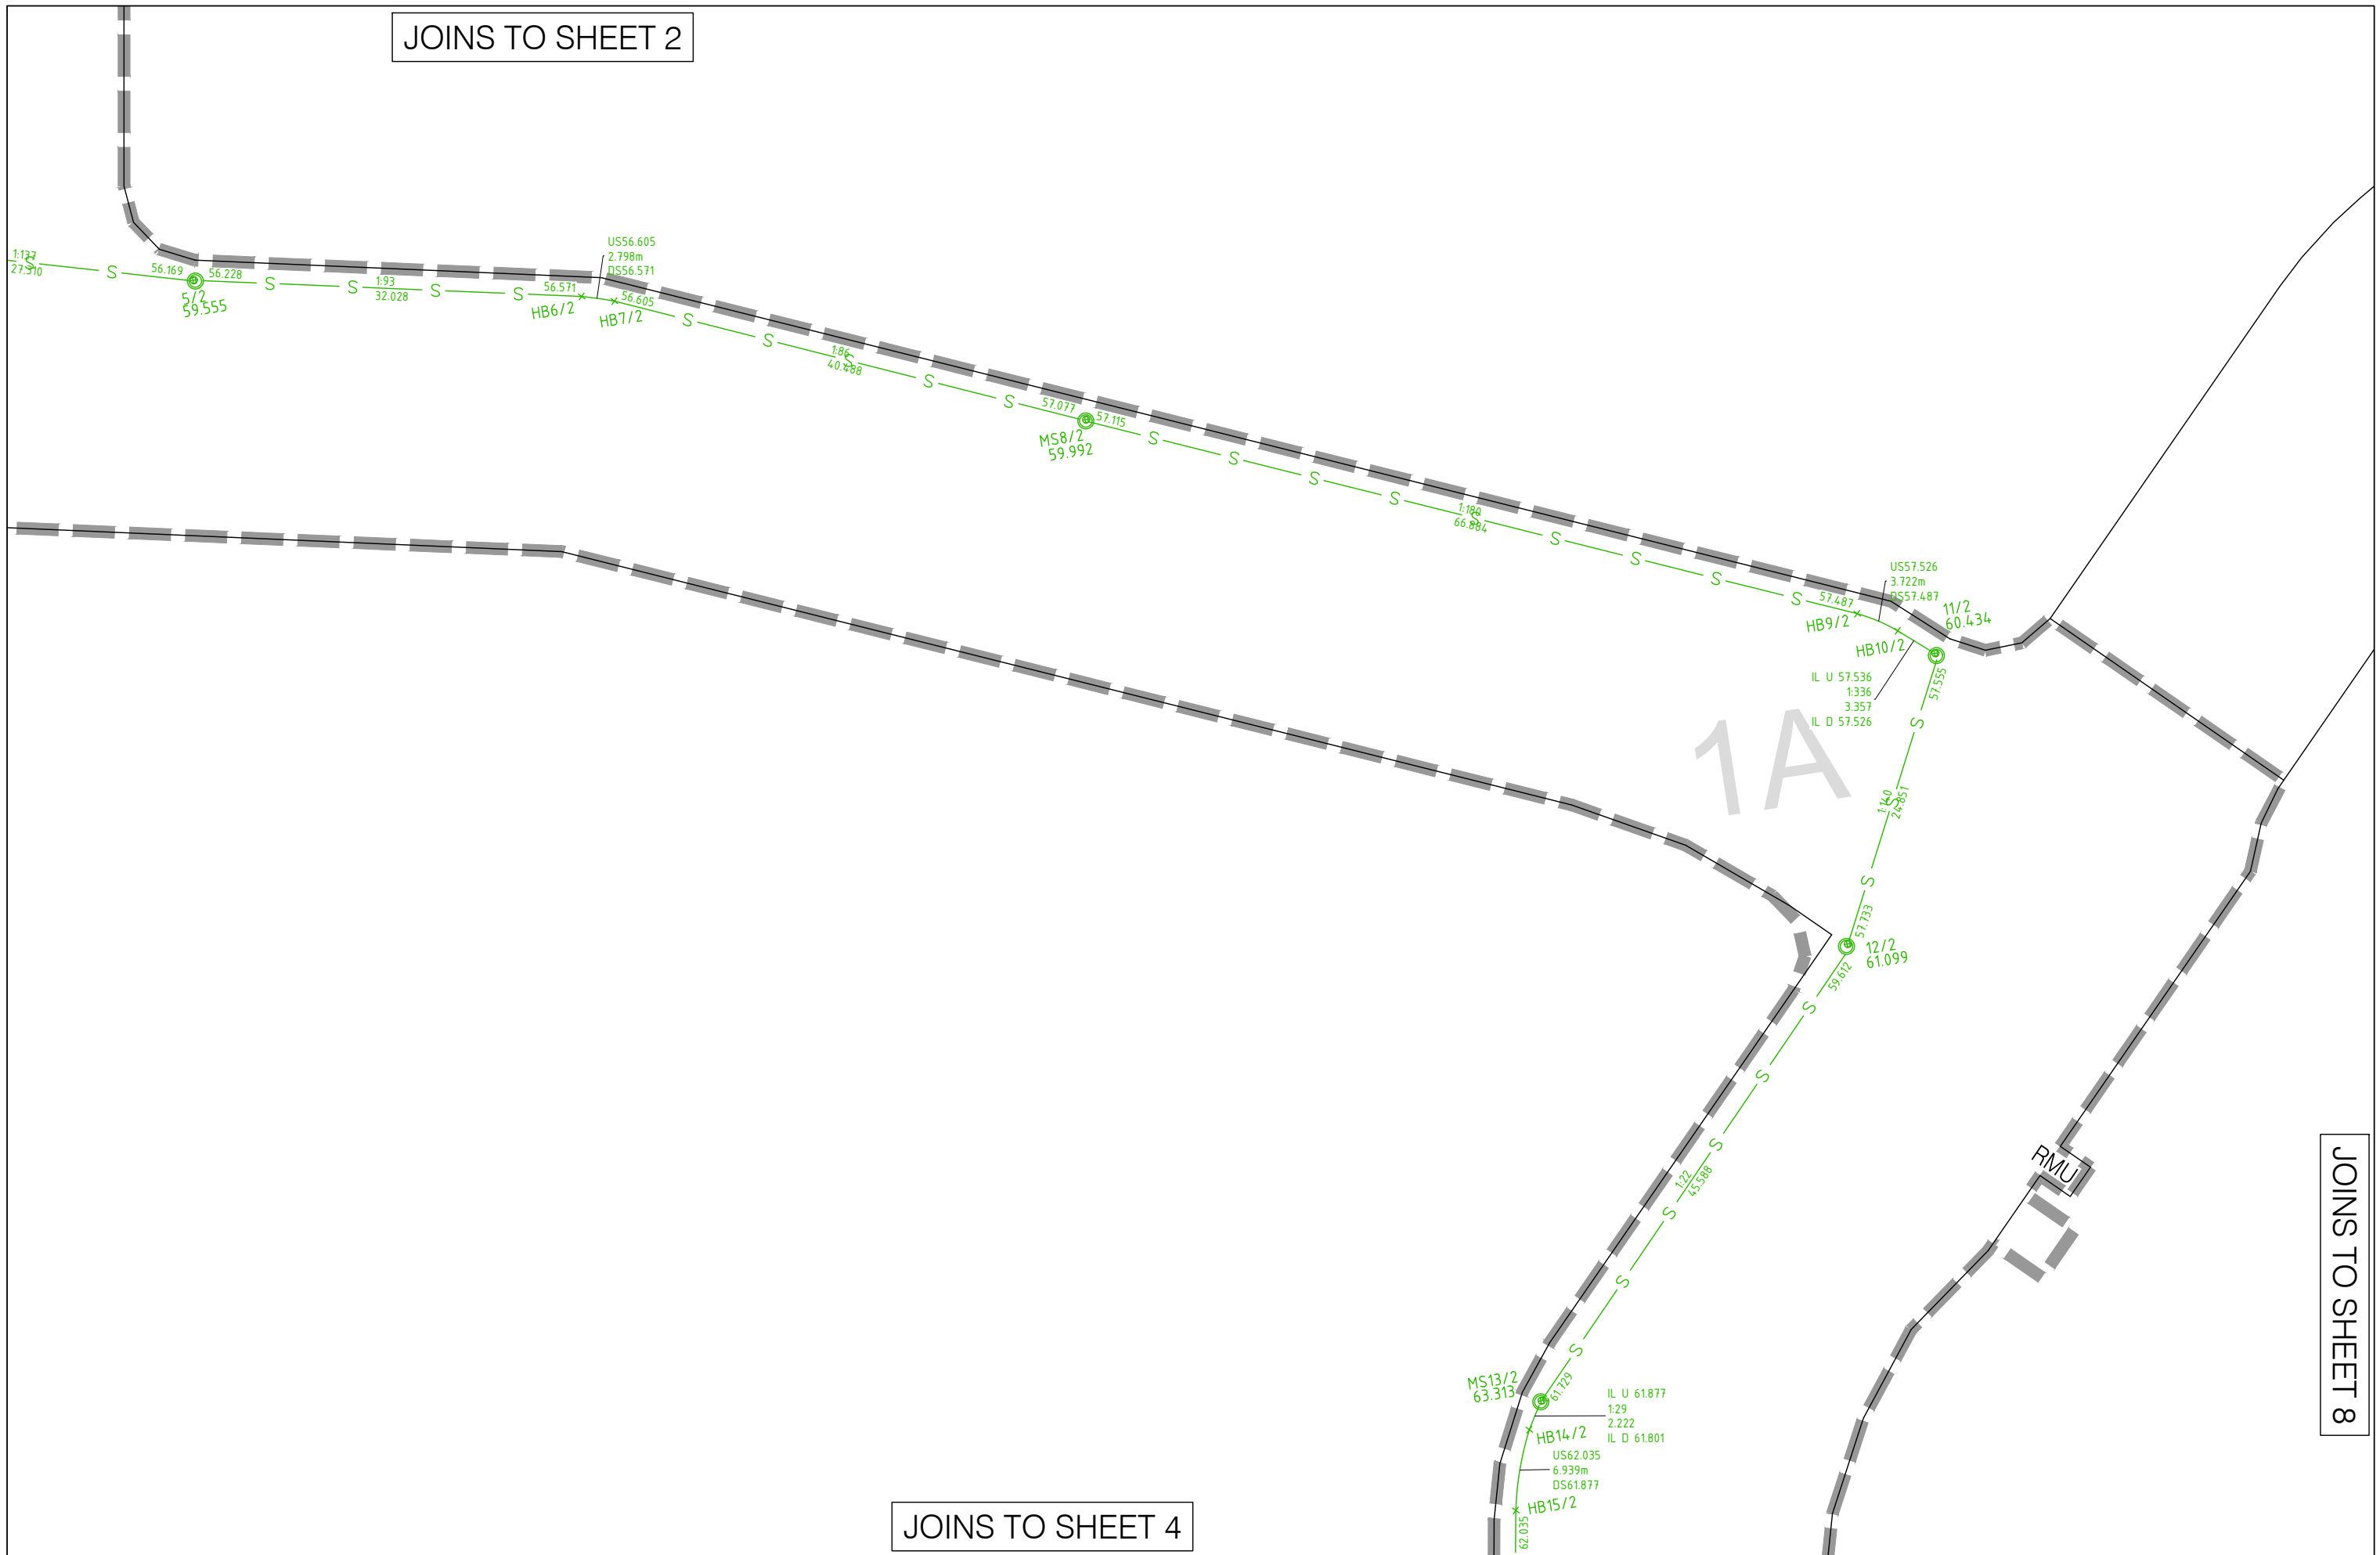 JOINS TO SHEET 2
1:137
27.310
S
S
56.169
56.228
5/2
59.555
S
S
1:93
32.028
S
S
56.571
US56.605
2.798m
DS56.571
HB6/2
56.605
HB7/2
S
S
1:86
S
40.488
S
S
57.077
57.115
MS8/2
59.992
S
S
S
S
1:180
S
66.884
S
S
S
S
57.487
US57.526
3.722m
DS57.487
HB9/2
HB10/2
11/2
60.434
IL U 57.536
1:336
3.357
IL D 57.526
57.555
S
1A
1:140
S
24.851
S
57.733
12/2
61.099
59.612
S
S
S
1:22
45.588
S
S
S
RMU
JOINS TO SHEET 8
MS13/2
63.313
61.729
IL U 61.877
1:29
2.222
IL D 61.801
HB14/2
US62.035
6.939m
DS61.877
HB15/2
62.035
JOINS TO SHEET 4